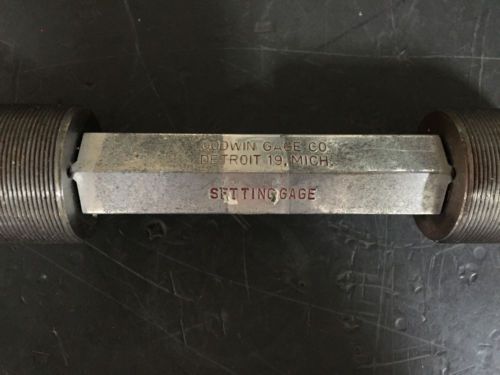 GODWIN GAGE CO.
DETROIT 19, MICH.
SETTING GAGE